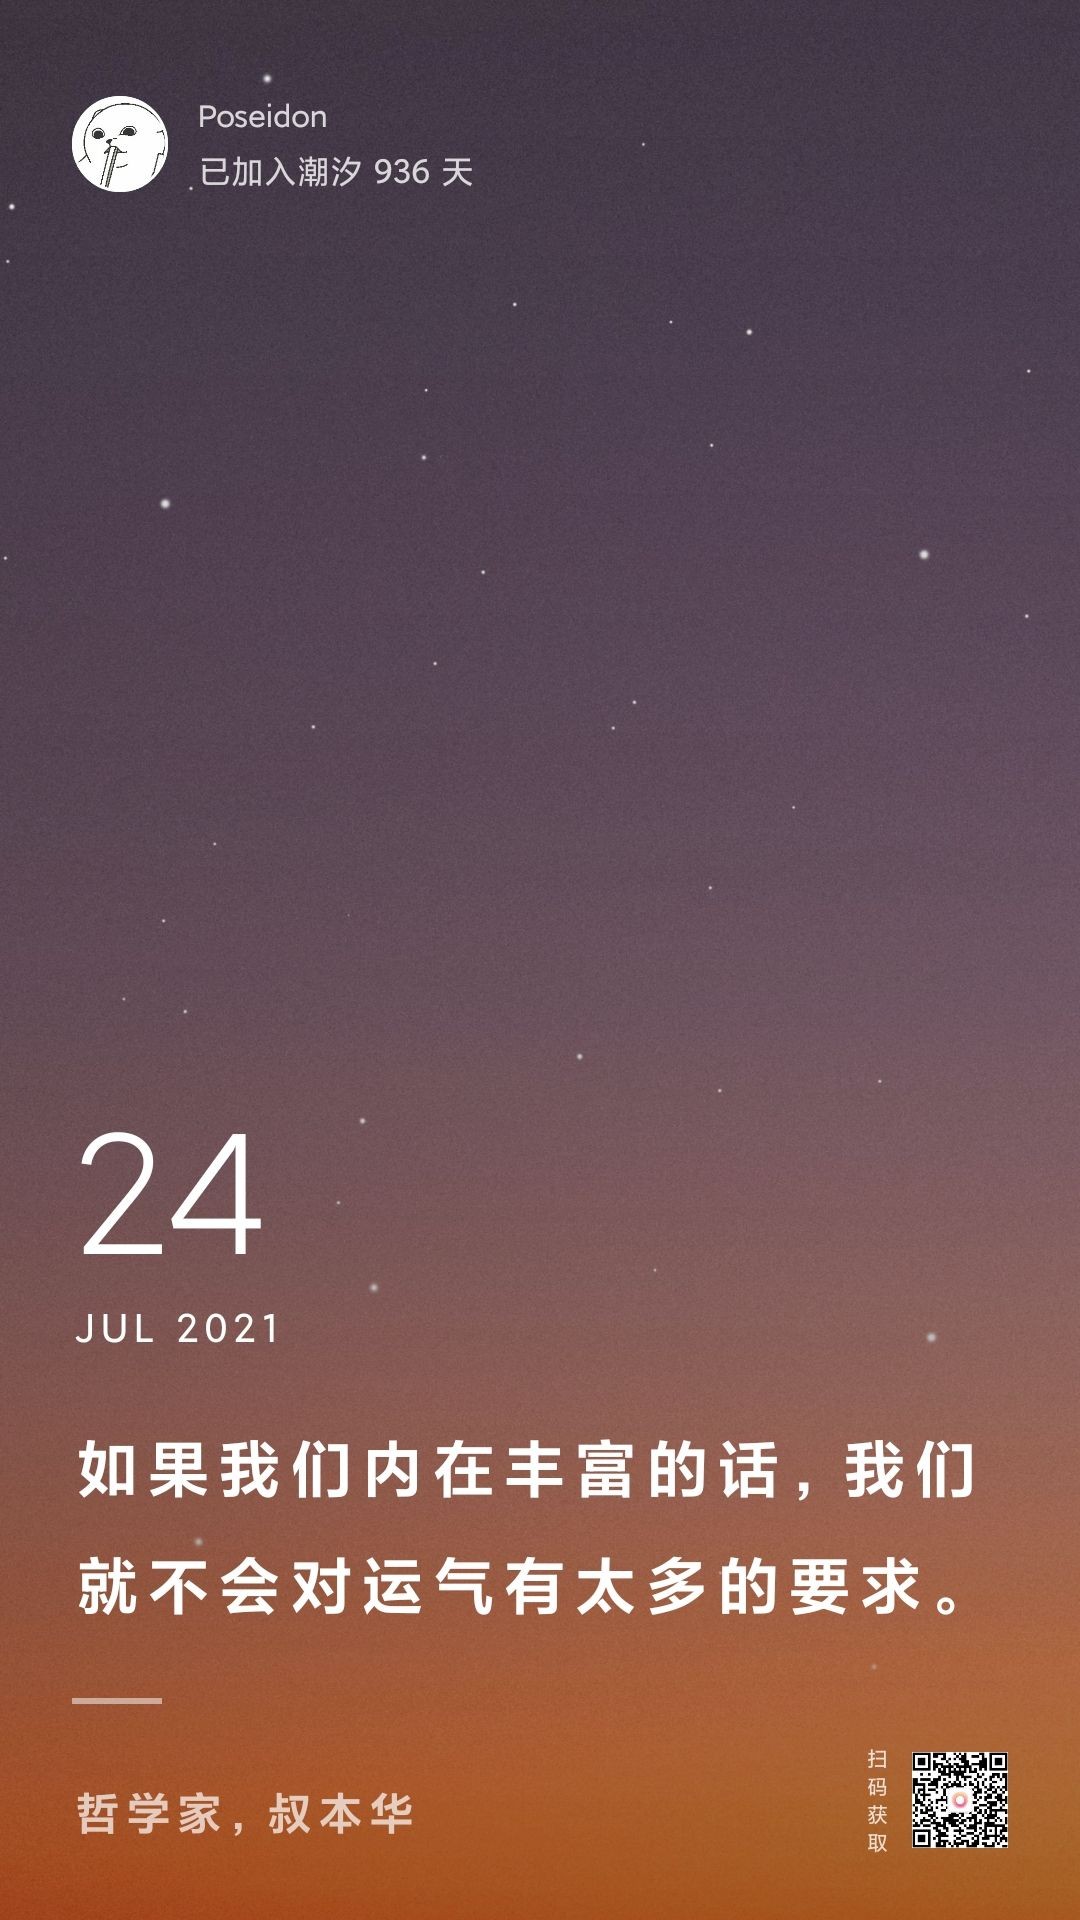 Poseidon
已加入潮汐 936 天
24
JUL 2021
如果我们内在丰富的话，我们
就不会对运气有太多的要求。
哲学家，叔本华
扫码获取